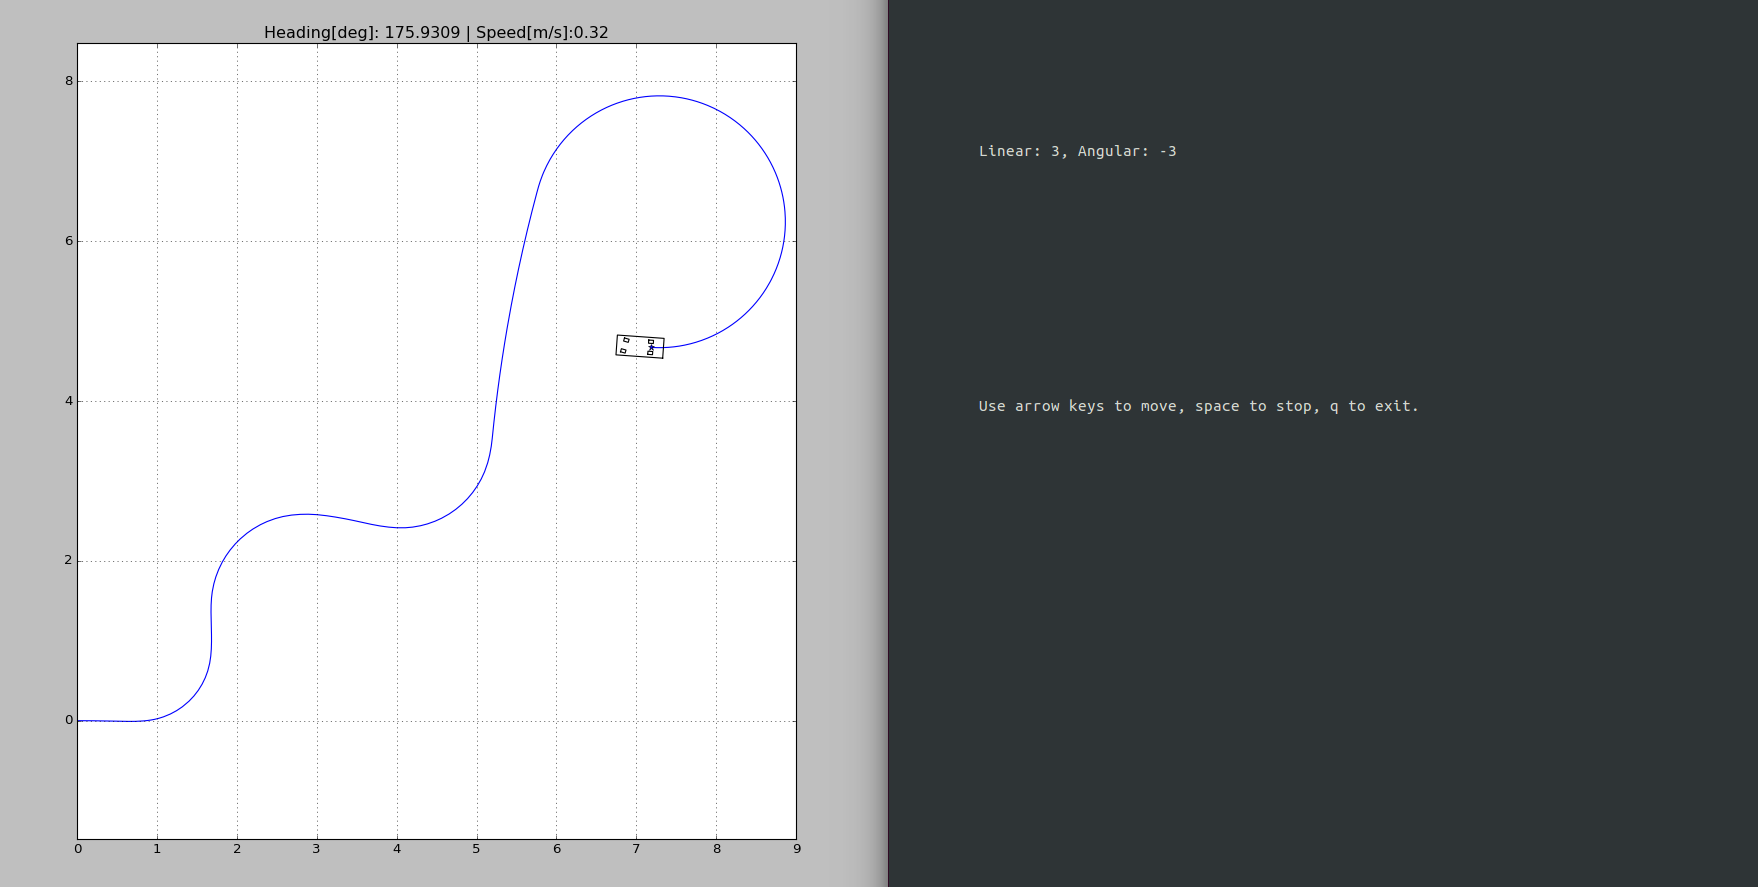 Heading[deg]: 175.9309 | Speed[m/s]:0.32
8
6
4
2
0
0 1 2 3 4 5 6 7 8 9
Linear: 3, Angular: -3
Use arrow keys to move, space to stop, q to exit.